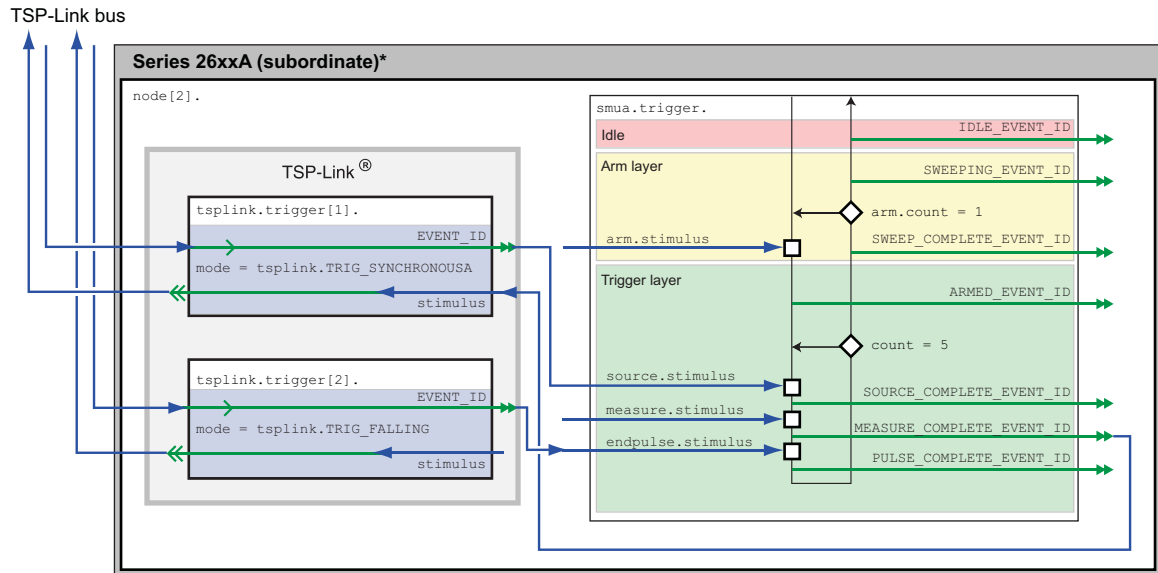 TSP-Link bus
Series 26xxA (subordinate)*
node[2].
TSP-Link®
tsplink.trigger[1].
EVENT_ID
mode = tsplink.TRIG_SYNCHRONOUSA
stimulus
tsplink.trigger[2].
EVENT_ID
mode = tsplink.TRIG_FALLING
stimulus
smua.trigger.
Idle
IDLE_EVENT_ID
Arm layer
SWEEPING_EVENT_ID
arm.count = 1
arm.stimulus
SWEEP_COMPLETE_EVENT_ID
Trigger layer
ARMED_EVENT_ID
count = 5
source.stimulus
SOURCE_COMPLETE_EVENT_ID
measure.stimulus
MEASURE_COMPLETE_EVENT_ID
endpulse.stimulus
PULSE_COMPLETE_EVENT_ID